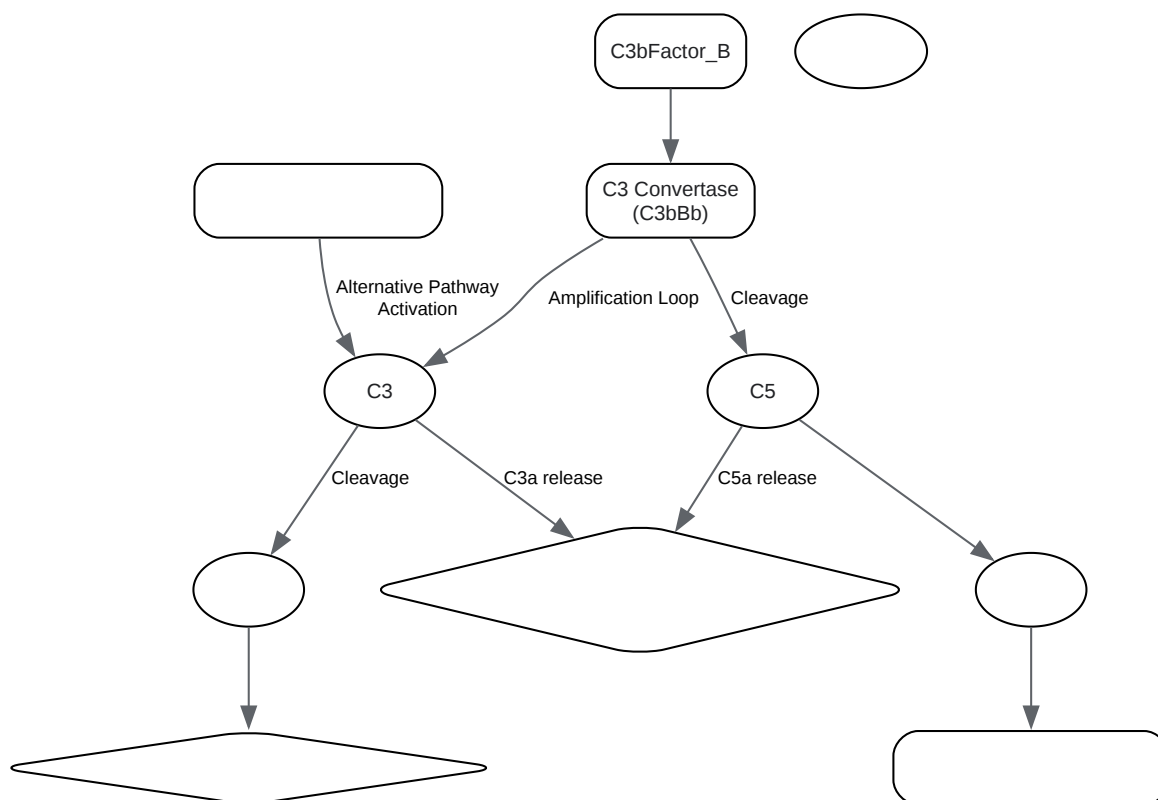 C3bFactor_B
C3 Convertase
(C3bBb)
Alternative Pathway
Activation
Amplification Loop
Cleavage
C3
C5
Cleavage
C3a release
C5a release